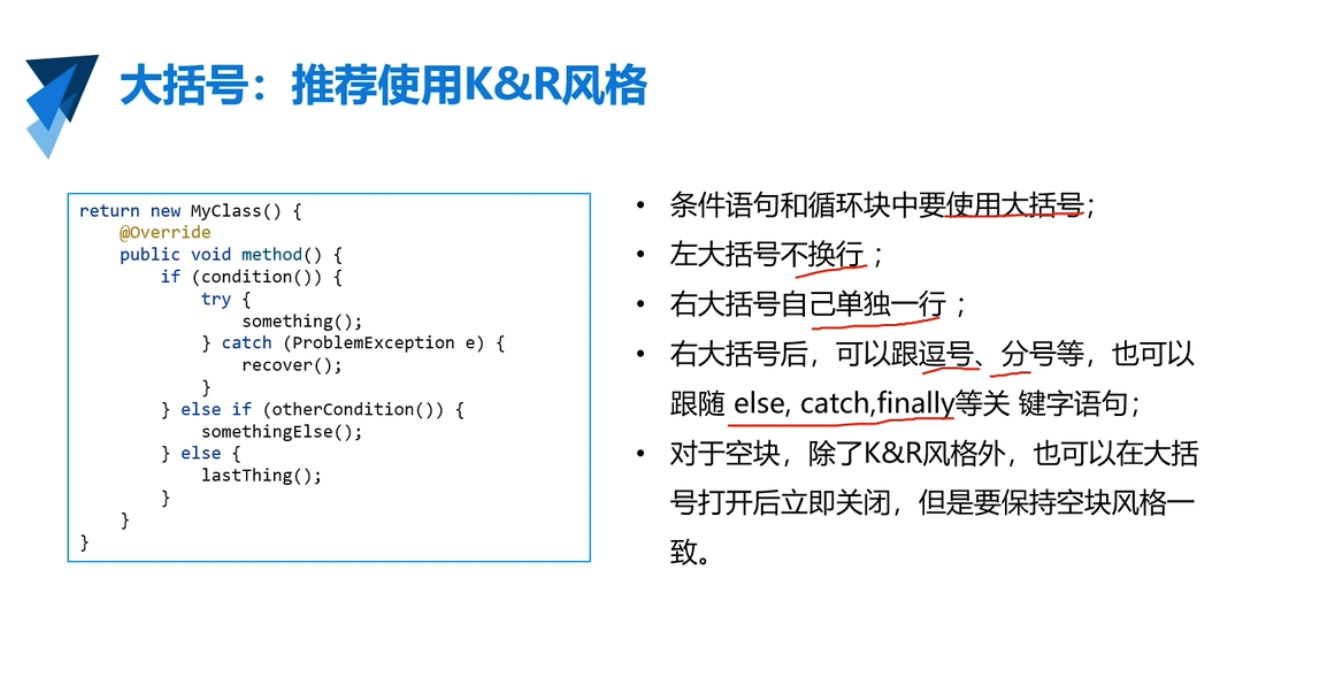 大括号：推荐使用K&R风格
return new MyClass() {
    @Override
    public void method() {
        if (condition()) {
            try {
                something();
            } catch (ProblemException e) {
                recover();
            }
        } else if (otherCondition()) {
            somethingElse();
        } else {
            lastThing();
        }
    }
}
• 条件语句和循环块中要使用大括号；
• 左大括号不换行；
• 右大括号自己单独一行；
• 右大括号后，可以跟逗号、分号等，也可以
跟随 else, catch,finally等关 键字语句；
• 对于空块，除了K&R风格外，也可以在大括
号打开后立即关闭，但是要保持空块风格一
致。